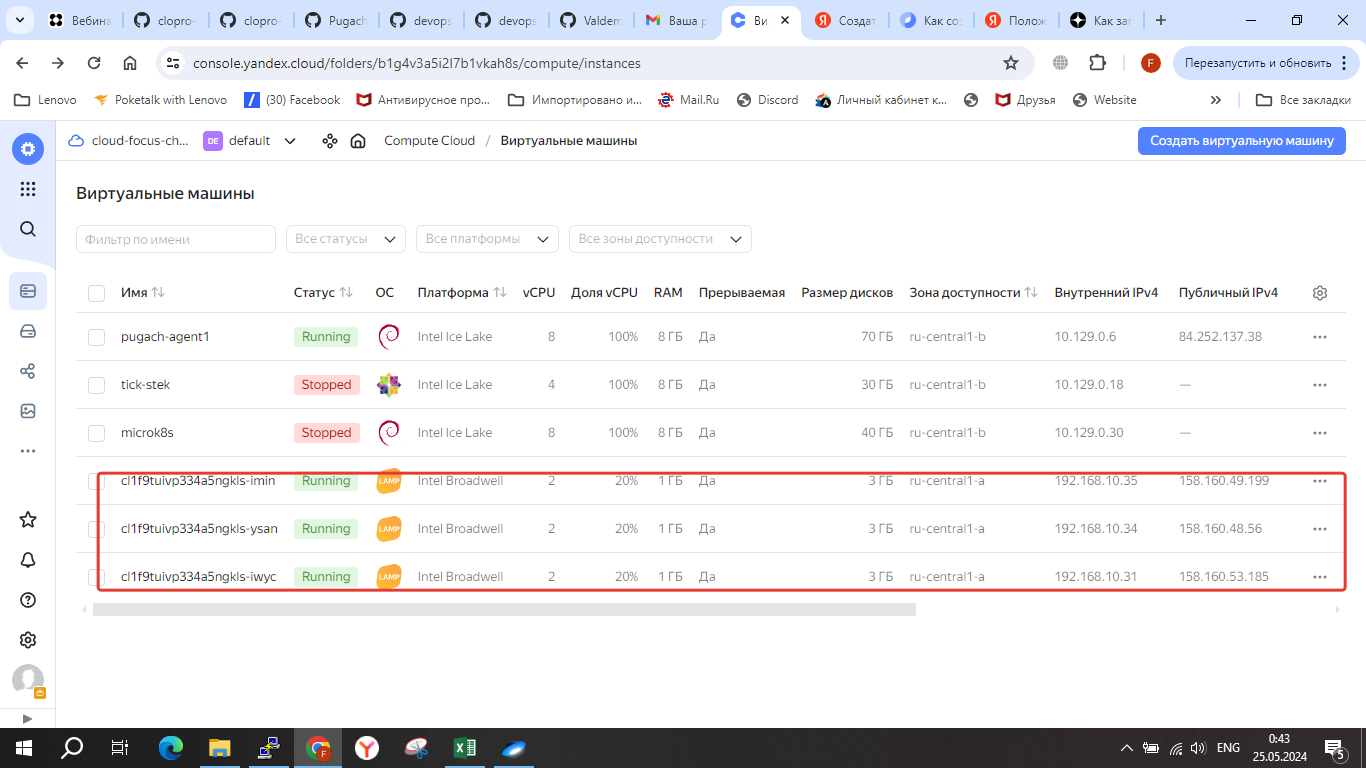 Вебина
clopro-
clopro-
Pugach
devops
devops
Valdem
Ваша р
Ви
Создат
Как со
Полож
Как за
console.yandex.cloud/folders/b1g4v3a5i2l7b1vkah8s/compute/instances
F
Перезапустить и обновить
Lenovo
Poketalk with Lenovo
(30) Facebook
Антивирусное про...
Импортировано и...
Mail.Ru
Discord
Личный кабинет к...
Друзья
Website
Все закладки
cloud-focus-ch...
DE
default
Compute Cloud / Виртуальные машины
Создать виртуальную машину
Виртуальные машины
Фильтр по имени
Все статусы
Все платформы
Все зоны доступности
Имя Статус ОС Платформа vCPU Доля vCPU RAM Прерываемая Размер дисков Зона доступности Внутренний IPv4 Публичный IPv4
pugach-agent1 Running Intel Ice Lake 8 100% 8 ГБ Да 70 ГБ ru-central1-b 10.129.0.6 84.252.137.38 ...
tick-stek Stopped Intel Ice Lake 4 100% 8 ГБ Да 30 ГБ ru-central1-b 10.129.0.18 — ...
microk8s Stopped Intel Ice Lake 8 100% 8 ГБ Да 40 ГБ ru-central1-b 10.129.0.30 — ...
cl1f9tuivp334a5ngkls-imin Running LAMP Intel Broadwell 2 20% 1 ГБ Да 3 ГБ ru-central1-a 192.168.10.35 158.160.49.199 ...
cl1f9tuivp334a5ngkls-ysan Running LAMP Intel Broadwell 2 20% 1 ГБ Да 3 ГБ ru-central1-a 192.168.10.34 158.160.48.56 ...
cl1f9tuivp334a5ngkls-iwyc Running LAMP Intel Broadwell 2 20% 1 ГБ Да 3 ГБ ru-central1-a 192.168.10.31 158.160.53.185 ...
ENG
0:43
25.05.2024
5